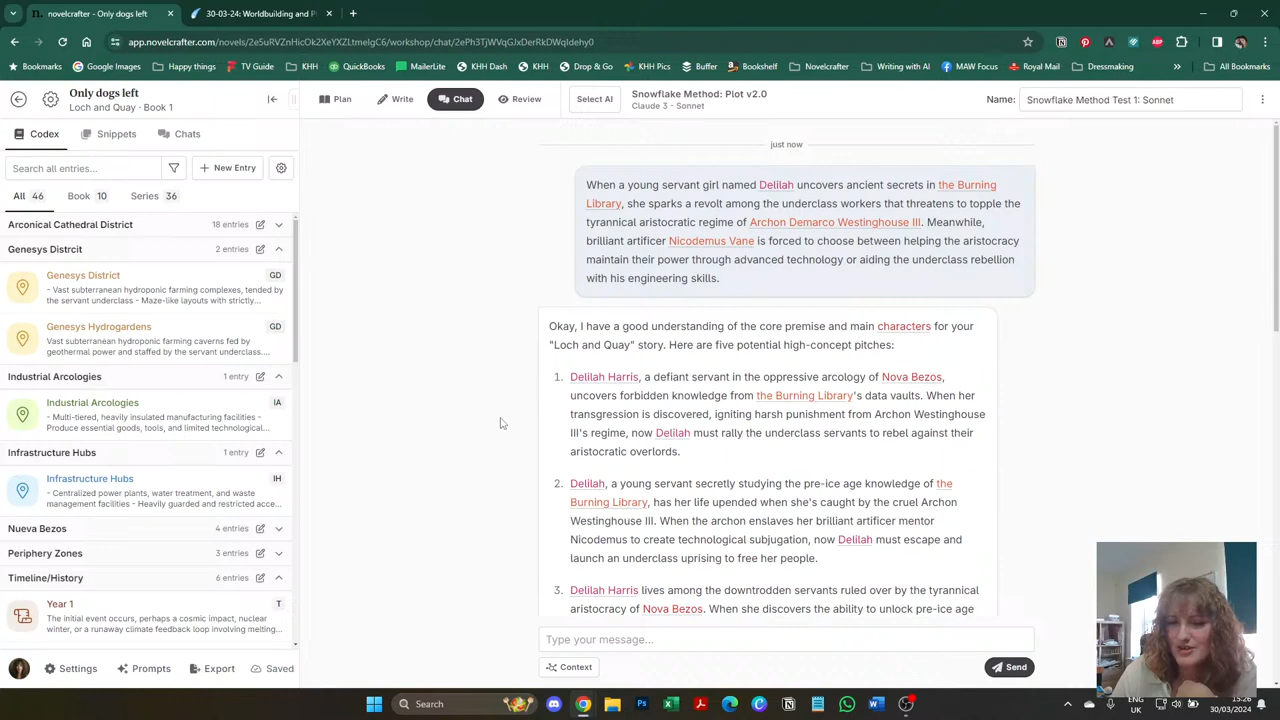 novelcrafter - Only dogs left
30-03-24: Worldbuilding and P
app.novelcrafter.com/novels/2e5uRVZnHicOk2XeYXZLtmeIgC6/workshop/chat/2ePh3TjWVqGJxDerRkDWqIdehy0
Bookmarks
Google Images
Happy things
TV Guide
KHH
QuickBooks
MailerLite
KHH Dash
KHH
Drop & Go
KHH Pics
Buffer
Bookshelf
Novelcrafter
Writing with AI
MAW Focus
Royal Mail
Dressmaking
All Bookmarks
Only dogs left
Loch and Quay - Book 1
Plan
Write
Chat
Review
Select AI
Snowflake Method: Plot v2.0
Claude 3 - Sonnet
Name:
Snowflake Method Test 1: Sonnet
Codex
Snippets
Chats
Search all entries...
New Entry
All 46
Book 10
Series 36
Arconical Cathedral District
18 entries
Genesys Distrcit
2 entries
Genesys District
GD
- Vast subterranean hydroponic farming complexes, tended by
the servant underclass - Maze-like layouts with strictly...
Genesys Hydrogardens
GD
Vast subterranean hydroponic farming caverns fed by
geothermal power and staffed by the servant underclass....
Industrial Arcologies
1 entry
Industrial Arcologies
IA
- Multi-tiered, heavily insulated manufacturing facilities -
Produce essential goods, tools, and limited technological...
Infrastructure Hubs
1 entry
Infrastructure Hubs
IH
- Centralized power plants, water treatment, and waste
management facilities - Heavily guarded and restricted acce...
Nueva Bezos
4 entries
Periphery Zones
3 entries
Timeline/History
6 entries
Year 1
T
The initial event occurs, perhaps a cosmic impact, nuclear
winter, or a runaway climate feedback loop involving melting...
Settings
Prompts
Export
Saved
just now
When a young servant girl named Delilah uncovers ancient secrets in the Burning
Library, she sparks a revolt among the underclass workers that threatens to topple the
tyrannical aristocratic regime of Archon Demarco Westinghouse III. Meanwhile,
brilliant artificer Nicodemus Vane is forced to choose between helping the aristocracy
maintain their power through advanced technology or aiding the underclass rebellion
with his engineering skills.
Okay, I have a good understanding of the core premise and main characters for your
"Loch and Quay" story. Here are five potential high-concept pitches:
1. Delilah Harris, a defiant servant in the oppressive arcology of Nova Bezos,
uncovers forbidden knowledge from the Burning Library's data vaults. When her
transgression is discovered, igniting harsh punishment from Archon Westinghouse
III's regime, now Delilah must rally the underclass servants to rebel against their
aristocratic overlords.
2. Delilah, a young servant secretly studying the pre-ice age knowledge of the
Burning Library, has her life upended when she's caught by the cruel Archon
Westinghouse III. When the archon enslaves her brilliant artificer mentor
Nicodemus to create technological subjugation, now Delilah must escape and
launch an underclass uprising to free her people.
3. Delilah Harris lives among the downtrodden servants ruled over by the tyrannical
aristocracy of Nova Bezos. When she discovers the ability to unlock pre-ice age
Type your message...
Context
Send
Search
ENG
UK
15:26
30/03/2024